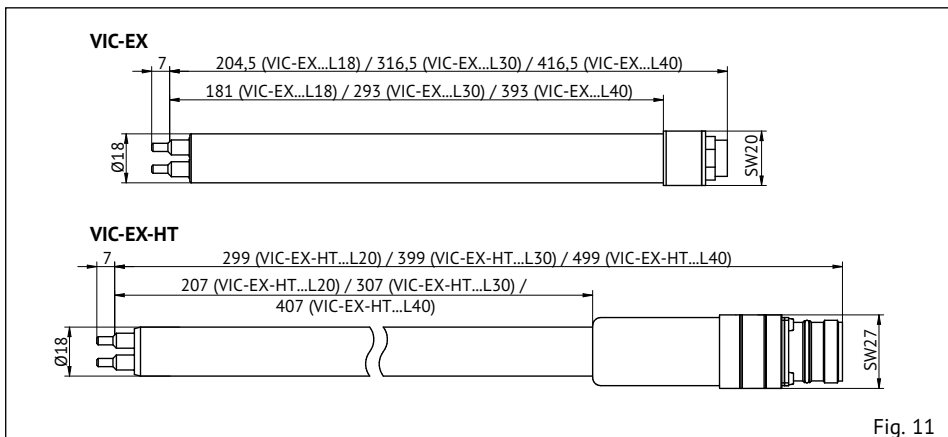 VIC-EX
7
204,5 (VIC-EX...L18) / 316,5 (VIC-EX...L30) / 416,5 (VIC-EX...L40)
181 (VIC-EX...L18) / 293 (VIC-EX...L30) / 393 (VIC-EX...L40)
Ø18
SW20
VIC-EX-HT
7
299 (VIC-EX-HT...L20) / 399 (VIC-EX-HT...L30) / 499 (VIC-EX-HT...L40)
207 (VIC-EX-HT...L20) / 307 (VIC-EX-HT...L30) /
407 (VIC-EX-HT...L40)
Ø18
SW27
Fig. 11